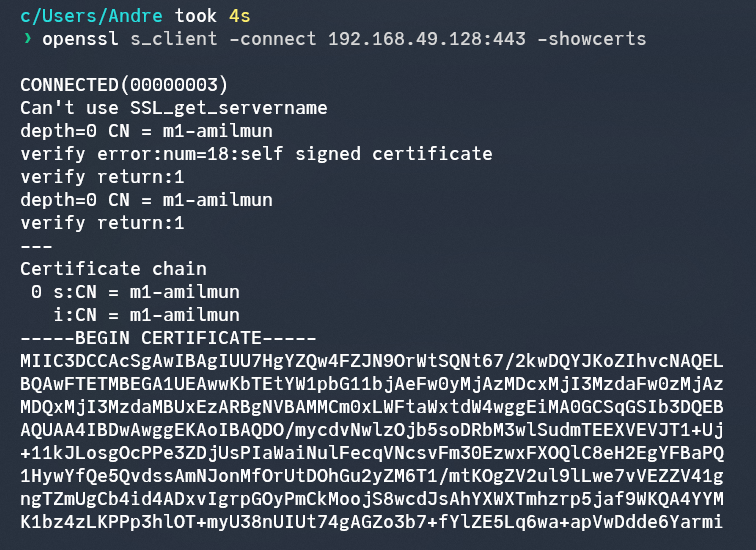 c/Users/Andre took 4s
❯ openssl s_client -connect 192.168.49.128:443 -showcerts
CONNECTED(00000003)
Can't use SSL_get_servername
depth=0 CN = m1-amilmun
verify error:num=18:self signed certificate
verify return:1
depth=0 CN = m1-amilmun
verify return:1
---
Certificate chain
 0 s:CN = m1-amilmun
   i:CN = m1-amilmun
-----BEGIN CERTIFICATE-----
MIIC3DCCAcSgAwIBAgIUU7HgYZQw4FZJN9OrWtSQNt67/2kwDQYJKoZIhvcNAQEL
BQAwFTETMBEGA1UEAwwKbTEtYW1pbG11bjAeFw0yMjAzMDcxMjI3MzdaFw0zMjAz
MDQxMjI3MzdaMBUxEzARBgNVBAMMCm0xLWFtaWxtdW4wggEiMA0GCSqGSIb3DQEB
AQUAA4IBDwAwggEKAoIBAQDO/mycdvNwlzOjb5soDRbM3wlSudmTEEXVEVJT1+Uj
+11kJLosgOcPPe3ZDjUsPIaWaiNulFecqVNcsvFm30EzwxFXOQlC8eH2EgYFBaPQ
1HywYfQe5QvdssAmNJonMfOrUtDOhGu2yZM6T1/mtKOgZV2ul9lLwe7vVEZZV41g
ngTZmUgCb4id4ADxvIgrpGOyPmCkMoojS8wcdJsAhYXWXTmhzrp5jaf9WKQA4YYM
K1bz4zLKPPp3hlOT+myU38nUIUt74gAGZo3b7+fYlZE5Lq6wa+apVwDdde6Yarmi